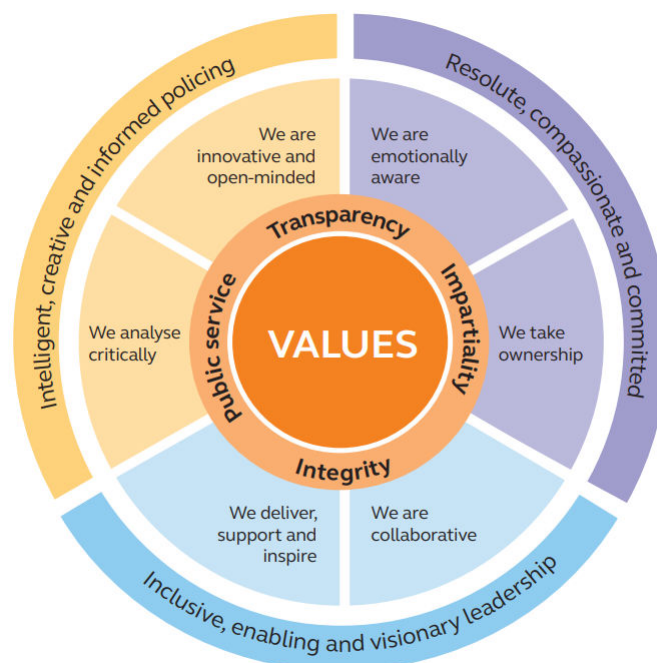 Intelligent, creative and informed policing
Resolute, compassionate and committed
We are
innovative and
open-minded
We are
emotionally
aware
Transparency
Public service
Impartiality
VALUES
We analyse
critically
We take
ownership
Integrity
We deliver,
support and
inspire
We are
collaborative
Inclusive, enabling and visionary leadership